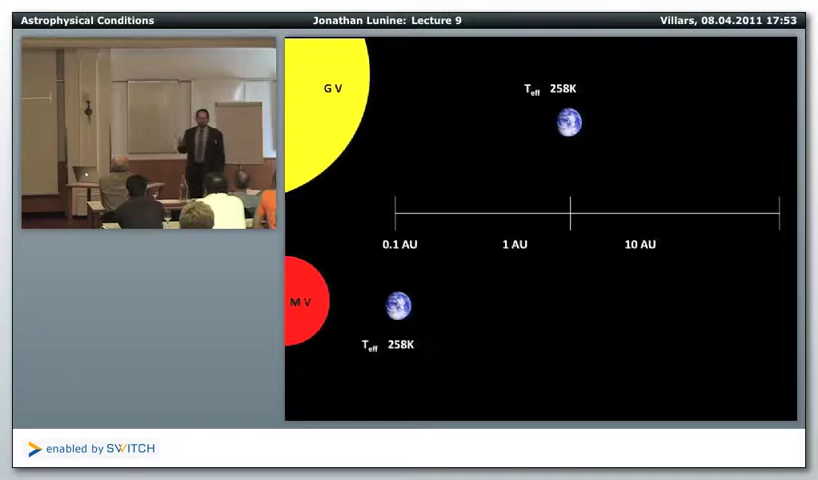 Astrophysical Conditions
Jonathan Lunine: Lecture 9
Villars, 08.04.2011 17:53
G V
Teff 258K
0.1 AU
1 AU
10 AU
M V
Teff 258K
enabled by SWITCH